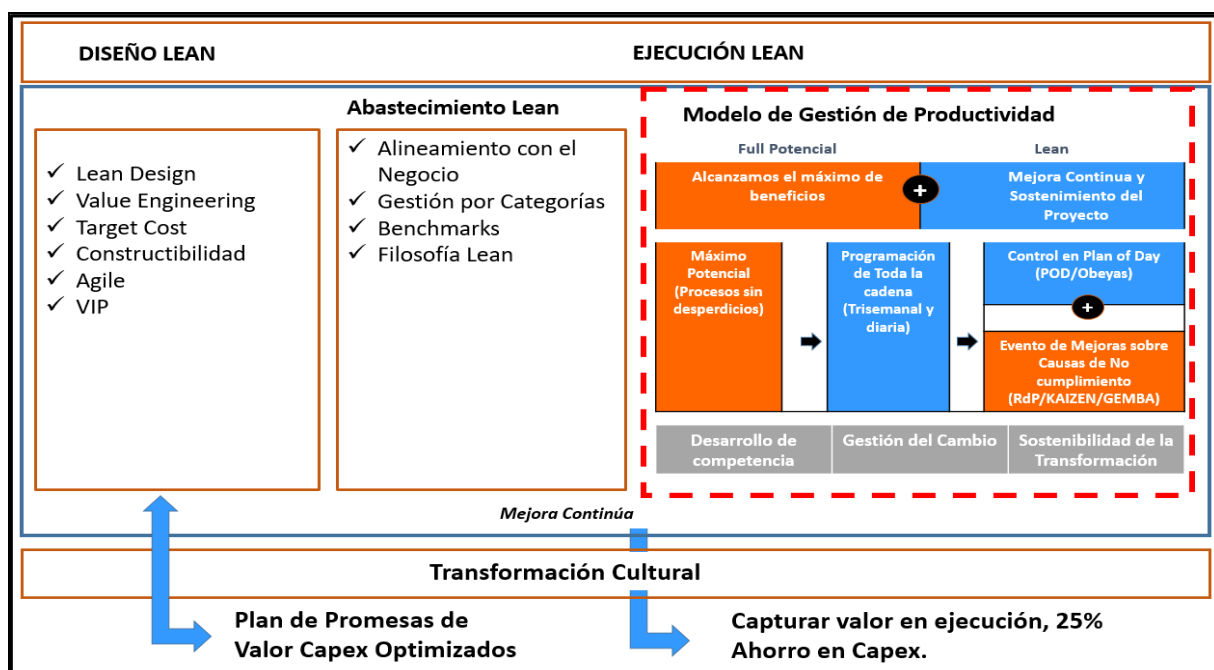 DISEÑO LEAN
EJECUCIÓN LEAN
✓ Lean Design
✓ Value Engineering
✓ Target Cost
✓ Constructibilidad
✓ Agile
✓ VIP
Abastecimiento Lean
✓ Alineamiento con el
Negocio
✓ Gestión por Categorías
✓ Benchmarks
✓ Filosofía Lean
Modelo de Gestión de Productividad
Full Potencial
Lean
Alcanzamos el máximo de
beneficios
+
Mejora Continua y
Sostenimiento del
Proyecto
Máximo
Potencial
(Procesos sin
desperdicios)
Programación
de Toda la
cadena
(Trisemanal y
diaria)
Control en Plan of Day
(POD/Obeyas)
+
Evento de Mejoras sobre
Causas de No
cumplimiento
(RdP/KAIZEN/GEMBA)
Desarrollo de
competencia
Gestión del Cambio
Sostenibilidad de la
Transformación
Mejora Continúa
Transformación Cultural
Plan de Promesas de
Valor Capex Optimizados
Capturar valor en ejecución, 25%
Ahorro en Capex.